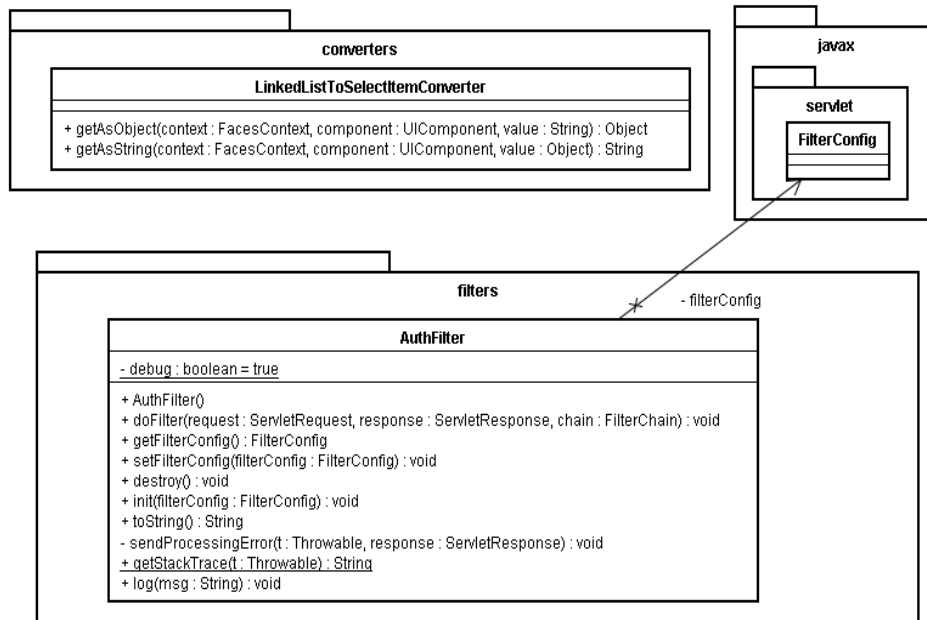 converters
LinkedListToSelectItemConverter
+ getAsObject(context : FacesContext, component : UIComponent, value : String) : Object
+ getAsString(context : FacesContext, component : UIComponent, value : Object) : String
javax
servlet
FilterConfig
filters
- filterConfig
AuthFilter
- debug : boolean = true
+ AuthFilter()
+ doFilter(request : ServletRequest, response : ServletResponse, chain : FilterChain) : void
+ getFilterConfig() : FilterConfig
+ setFilterConfig(filterConfig : FilterConfig) : void
+ destroy() : void
+ init(filterConfig : FilterConfig) : void
+ toString() : String
- sendProcessingError(t : Throwable, response : ServletResponse) : void
+ getStackTrace(t : Throwable) : String
+ log(msg : String) : void